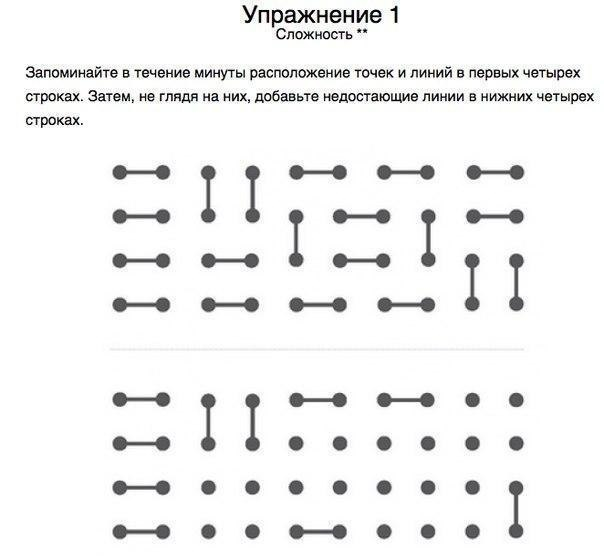 Упражнение 1
Сложность **
Запоминайте в течение минуты расположение точек и линий в первых четырех
строках. Затем, не глядя на них, добавьте недостающие линии в нижних четырех
строках.